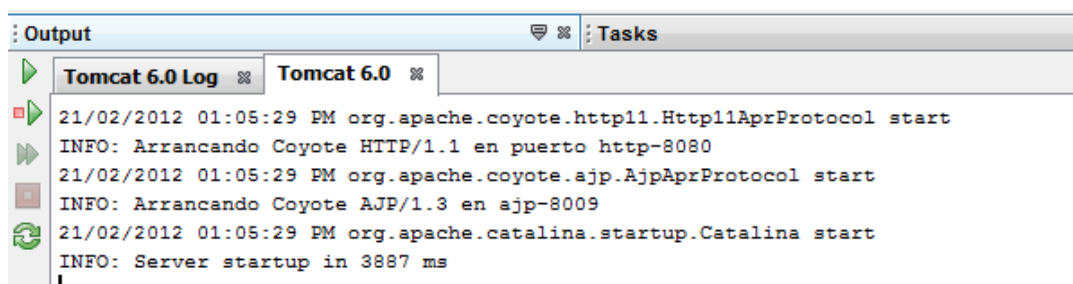 Output
Tasks
Tomcat 6.0 Log
Tomcat 6.0
21/02/2012 01:05:29 PM org.apache.coyote.http11.Http11AprProtocol start
INFO: Arrancando Coyote HTTP/1.1 en puerto http-8080
21/02/2012 01:05:29 PM org.apache.coyote.ajp.AjpAprProtocol start
INFO: Arrancando Coyote AJP/1.3 en ajp-8009
21/02/2012 01:05:29 PM org.apache.catalina.startup.Catalina start
INFO: Server startup in 3887 ms